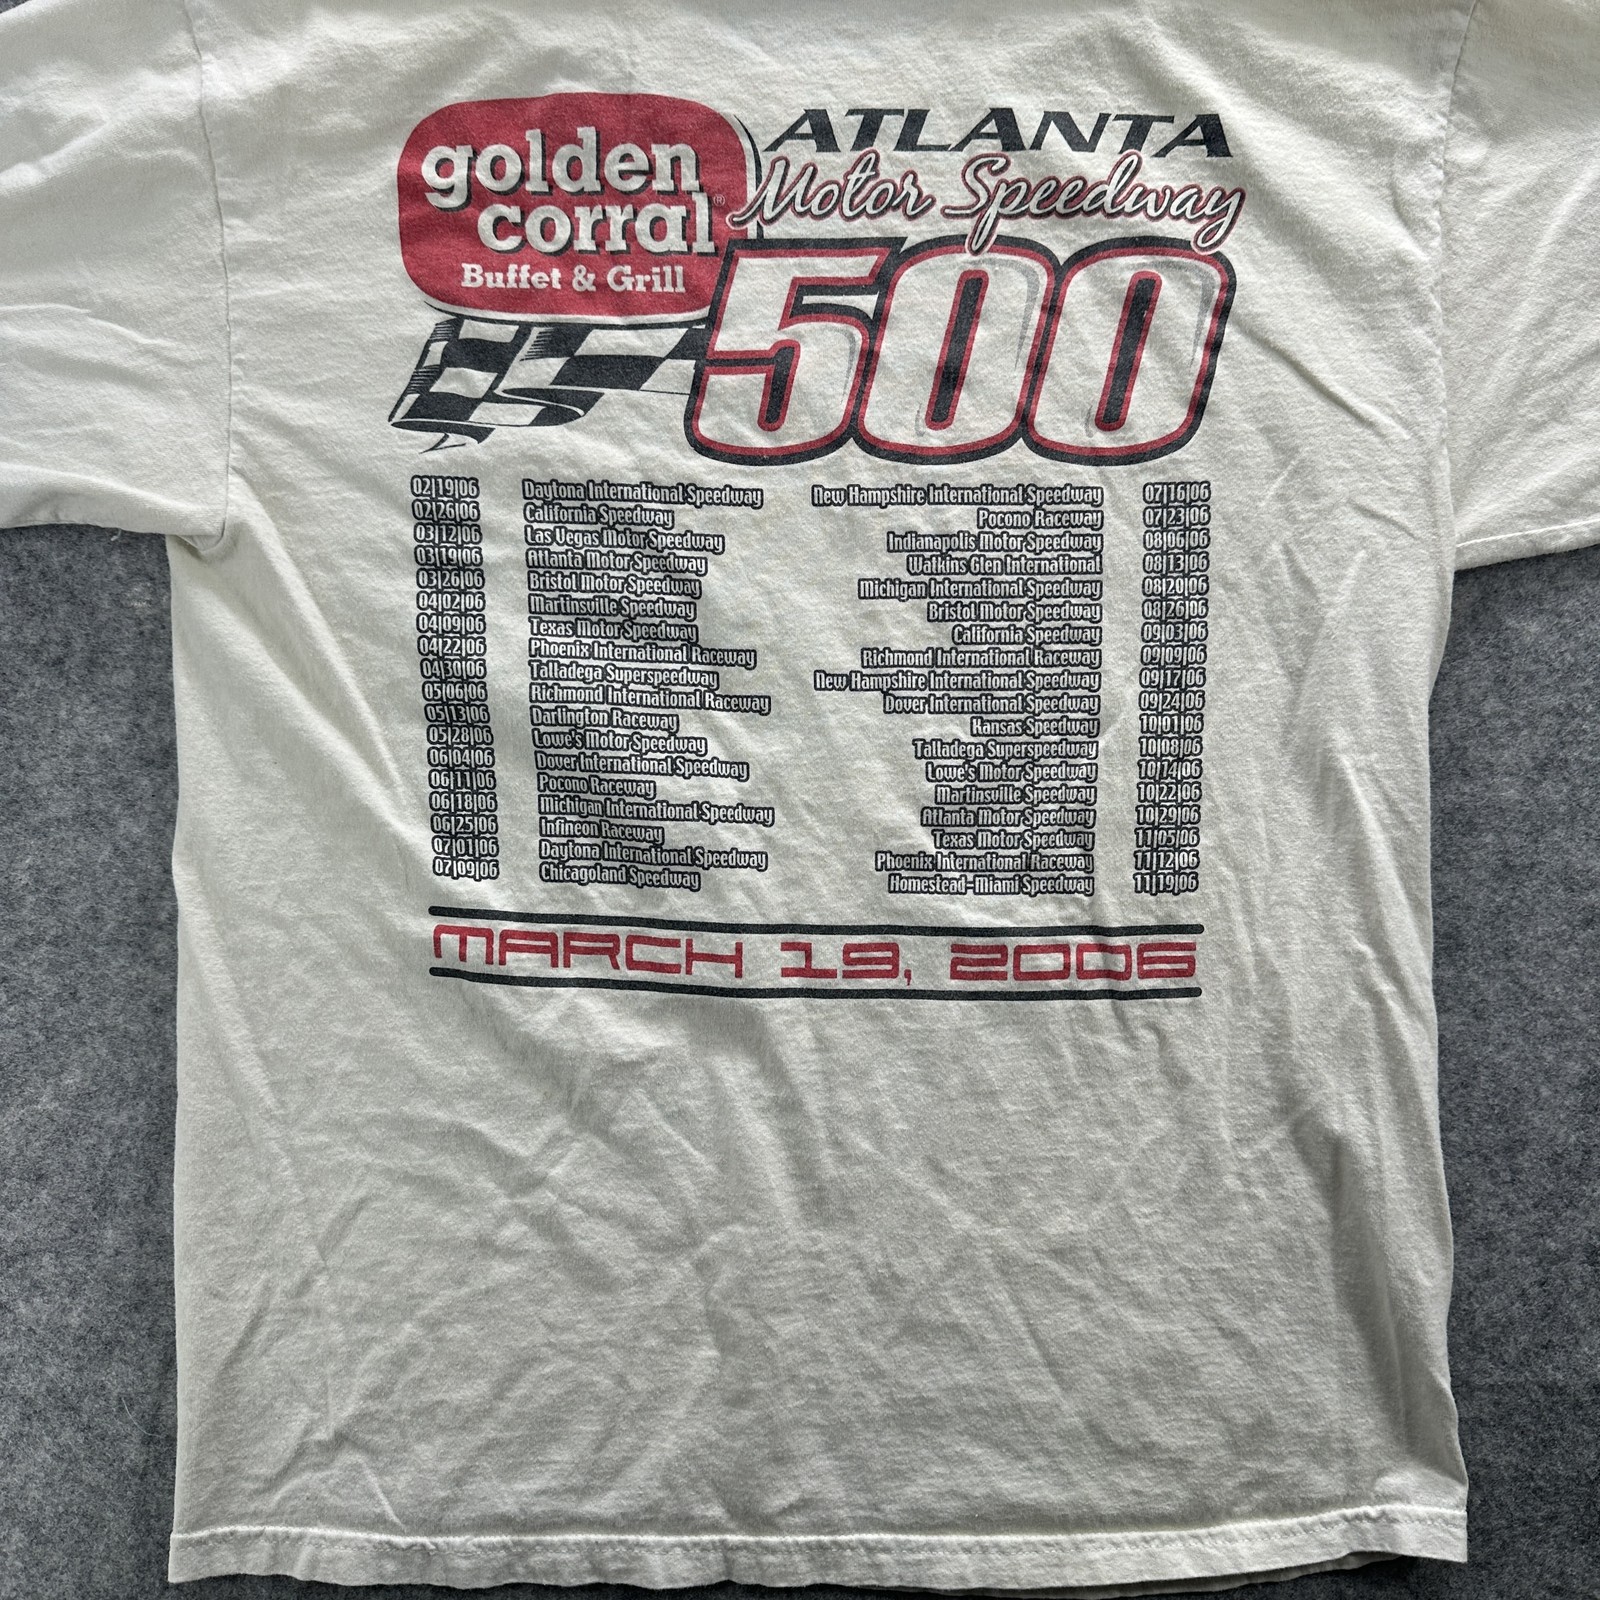 golden
corral®
Buffet & Grill
ATLANTA
Motor Speedway
500
02|19|06 Daytona International Speedway
02|26|06 California Speedway
03|12|06 Las Vegas Motor Speedway
03|19|06 Atlanta Motor Speedway
03|26|06 Bristol Motor Speedway
04|02|06 Martinsville Speedway
04|09|06 Texas Motor Speedway
04|22|06 Phoenix International Raceway
04|30|06 Talladega Superspeedway
05|06|06 Richmond International Raceway
05|13|06 Darlington Raceway
05|28|06 Lowe's Motor Speedway
06|04|06 Dover International Speedway
06|11|06 Pocono Raceway
06|18|06 Michigan International Speedway
06|25|06 Infineon Raceway
07|01|06 Daytona International Speedway
07|09|06 Chicagoland Speedway
New Hampshire International Speedway 07|16|06
Pocono Raceway 07|23|06
Indianapolis Motor Speedway 08|06|06
Watkins Glen International 08|13|06
Michigan International Speedway 08|20|06
Bristol Motor Speedway 08|26|06
California Speedway 09|03|06
Richmond International Raceway 09|09|06
New Hampshire International Speedway 09|17|06
Dover International Speedway 09|24|06
Kansas Speedway 10|01|06
Talladega Superspeedway 10|08|06
Lowe's Motor Speedway 10|14|06
Martinsville Speedway 10|22|06
Atlanta Motor Speedway 10|29|06
Texas Motor Speedway 11|05|06
Phoenix International Raceway 11|12|06
Homestead-Miami Speedway 11|19|06
MARCH 19, 2006